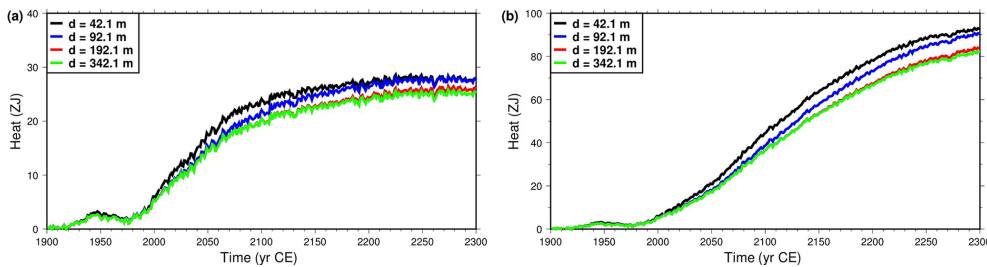 (a)
d = 42.1 m
d = 92.1 m
d = 192.1 m
d = 342.1 m
40
30
20
10
0
Heat (ZJ)
1900 1950 2000 2050 2100 2150 2200 2250 2300
Time (yr CE)
(b)
d = 42.1 m
d = 92.1 m
d = 192.1 m
d = 342.1 m
100
80
60
40
20
0
Heat (ZJ)
1900 1950 2000 2050 2100 2150 2200 2250 2300
Time (yr CE)